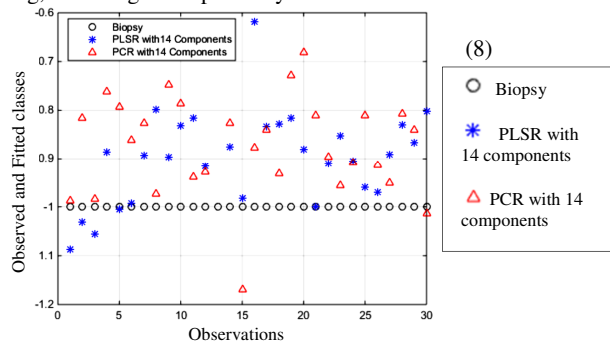 Biopsy
PLSR with14 Components
PCR with14 Components
-0.6
0.7
0.8
0.9
-1
1.1
-1.2
0
5
10
15
20
25
30
Observed and Fitted classes
Observations
(8)
Biopsy
PLSR with
14 components
PCR with 14
components